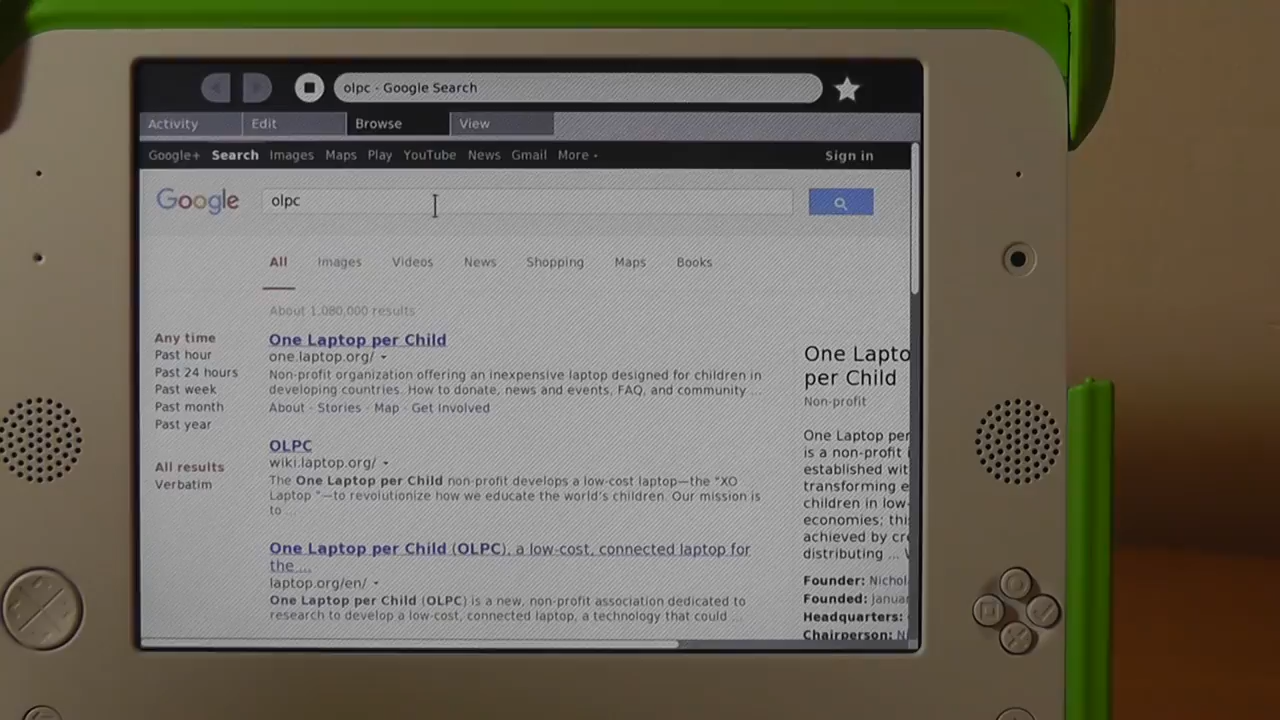 olpc - Google Search
Activity Edit Browse View
Google+ Search Images Maps Play YouTube News Gmail More Sign in
Google olpc
All Images Videos News Shopping Maps Books
About 1,080,000 results
Any time
Past hour
Past 24 hours
Past week
Past month
Past year
All results
Verbatim
One Laptop per Child
one.laptop.org/
Non-profit organization offering an inexpensive laptop designed for children in
developing countries. How to donate, news and events, FAQ, and community ...
About · Stories · Map · Get Involved
OLPC
wiki.laptop.org/
The One Laptop per Child non-profit develops a low-cost laptop—the "XO
Laptop "—to revolutionize how we educate the world's children. Our mission is
to ...
One Laptop per Child (OLPC), a low-cost, connected laptop for
the ...
laptop.org/en/
One Laptop per Child (OLPC) is a new, non-profit association dedicated to
research to develop a low-cost, connected laptop, a technology that could ...
One Lapto
per Child
Non-profit
One Laptop per
is a non-profit i
established wit
transforming e
children in low-
economies; thi
achieved by cre
distributing ...
Founder: Nichol
Founded: Janua
Headquarters:
Chairperson: N